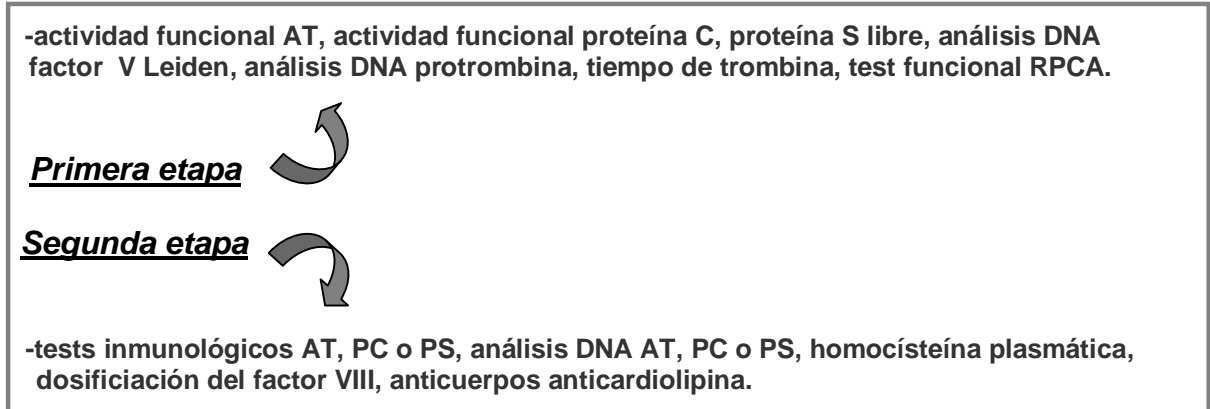 -actividad funcional AT, actividad funcional proteína C, proteína S libre, análisis DNA
factor V Leiden, análisis DNA protrombina, tiempo de trombina, test funcional RPCA.
Primera etapa
Segunda etapa
-tests inmunológicos AT, PC o PS, análisis DNA AT, PC o PS, homocísteína plasmática,
dosificiación del factor VIII, anticuerpos anticardiolipina.